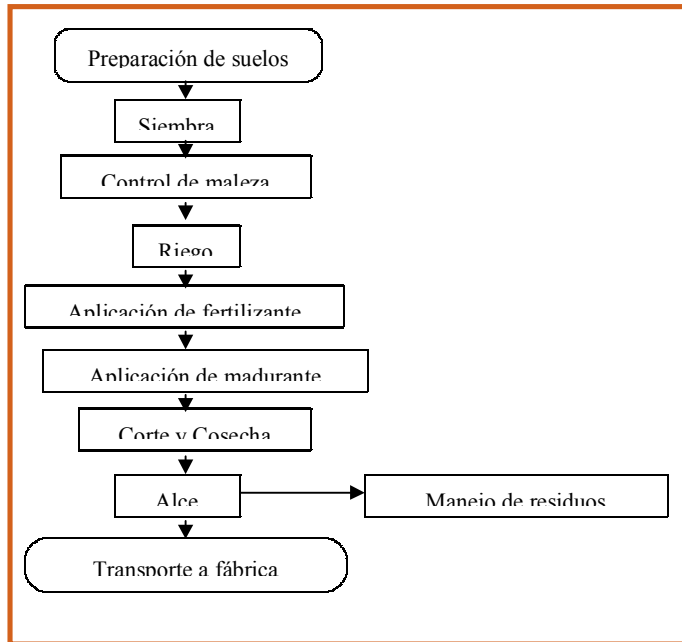 Preparación de suelos
Siembra
Control de maleza
Riego
Aplicación de fertilizante
Aplicación de madurante
Corte y Cosecha
Alce
Manejo de residuos
Transporte a fábrica